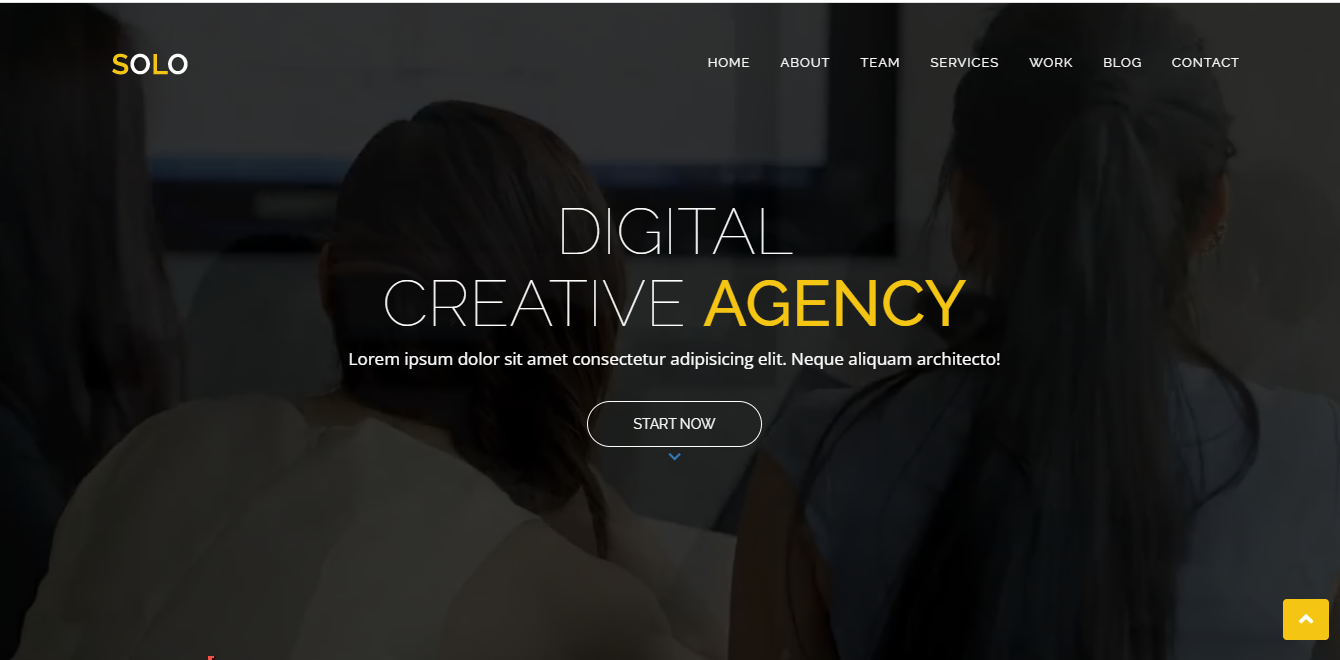 SOLO
HOME ABOUT TEAM SERVICES WORK BLOG CONTACT
DIGITAL
CREATIVE AGENCY
Lorem ipsum dolor sit amet consectetur adipisicing elit. Neque aliquam architecto!
START NOW